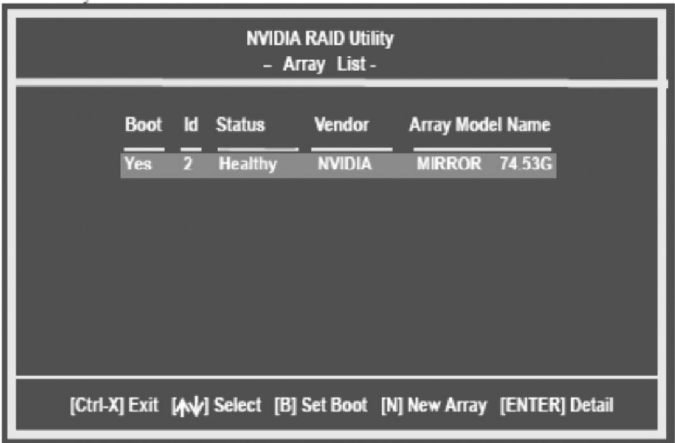 NVIDIA RAID Utility
- Array List -
Boot Id Status Vendor Array Model Name
Yes 2 Healthy NVIDIA MIRROR 74.53G
[Ctrl-X] Exit [↑↓] Select [B] Set Boot [N] New Array [ENTER] Detail